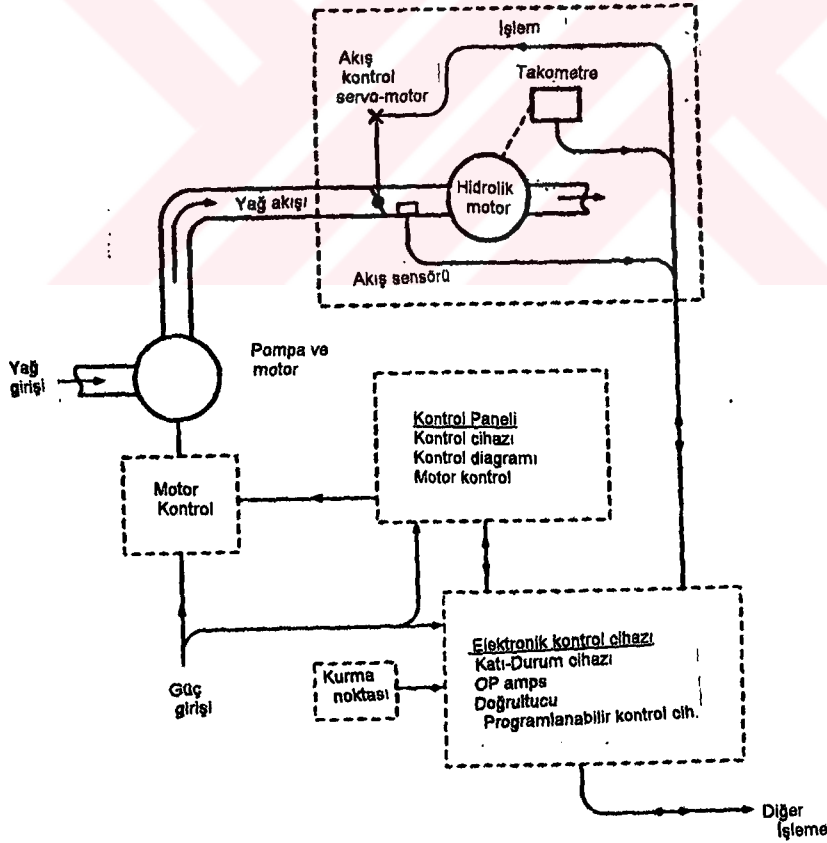 İşlem
Akış
kontrol
servo-motor
Takometre
Hidrolik
motor
Yağ akışı
Akış sensörü
Pompa ve
motor
Yağ
girişi
Kontrol Paneli
Kontrol cihazı
Kontrol diagramı
Motor kontrol
Motor
Kontrol
Elektronik kontrol cihazı
Katı-Durum cihazı
OP amps
Doğrultucu
Programlanabilir kontrol cih.
Kurma
noktası
Güç
girişi
Diğer
İşleme